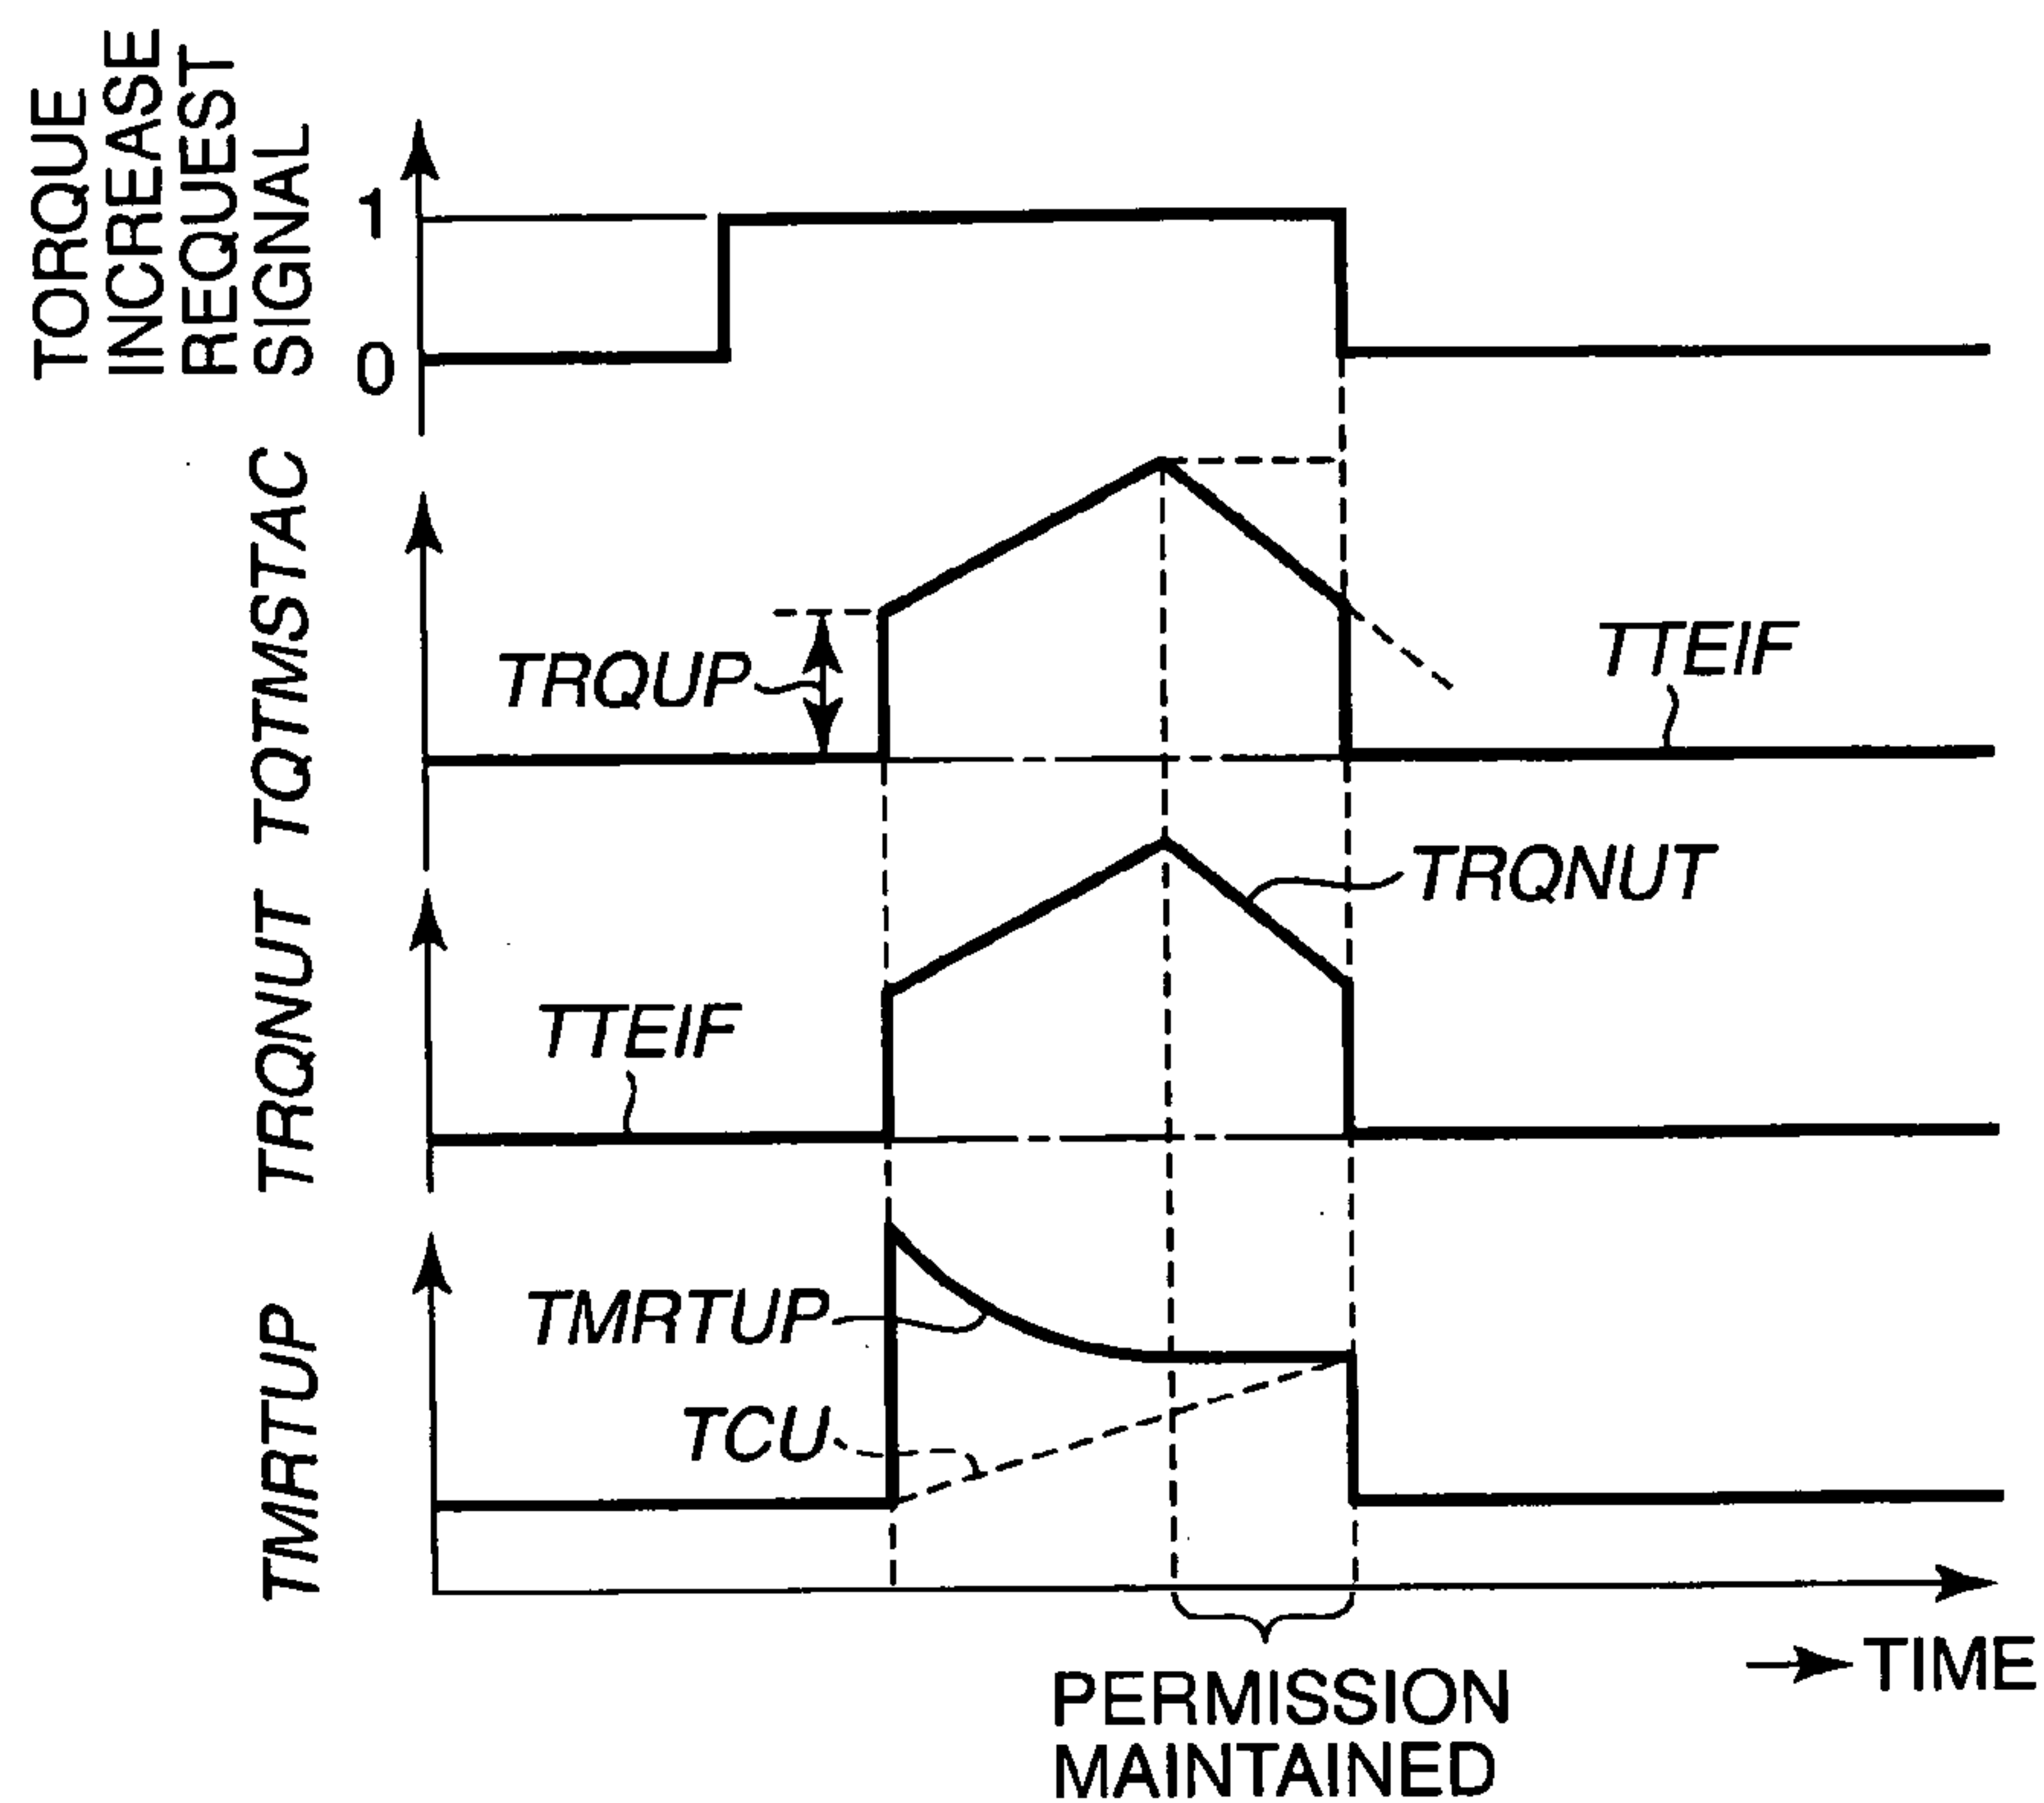 TORQUE
INCREASE
REQUEST
SIGNAL
1
0
TQTMSTAC
TRQUP
TTEIF
TRQNUT
TRQNUT
TTEIF
TMRTUP
TMRTUP
TCU
TIME
PERMISSION
MAINTAINED